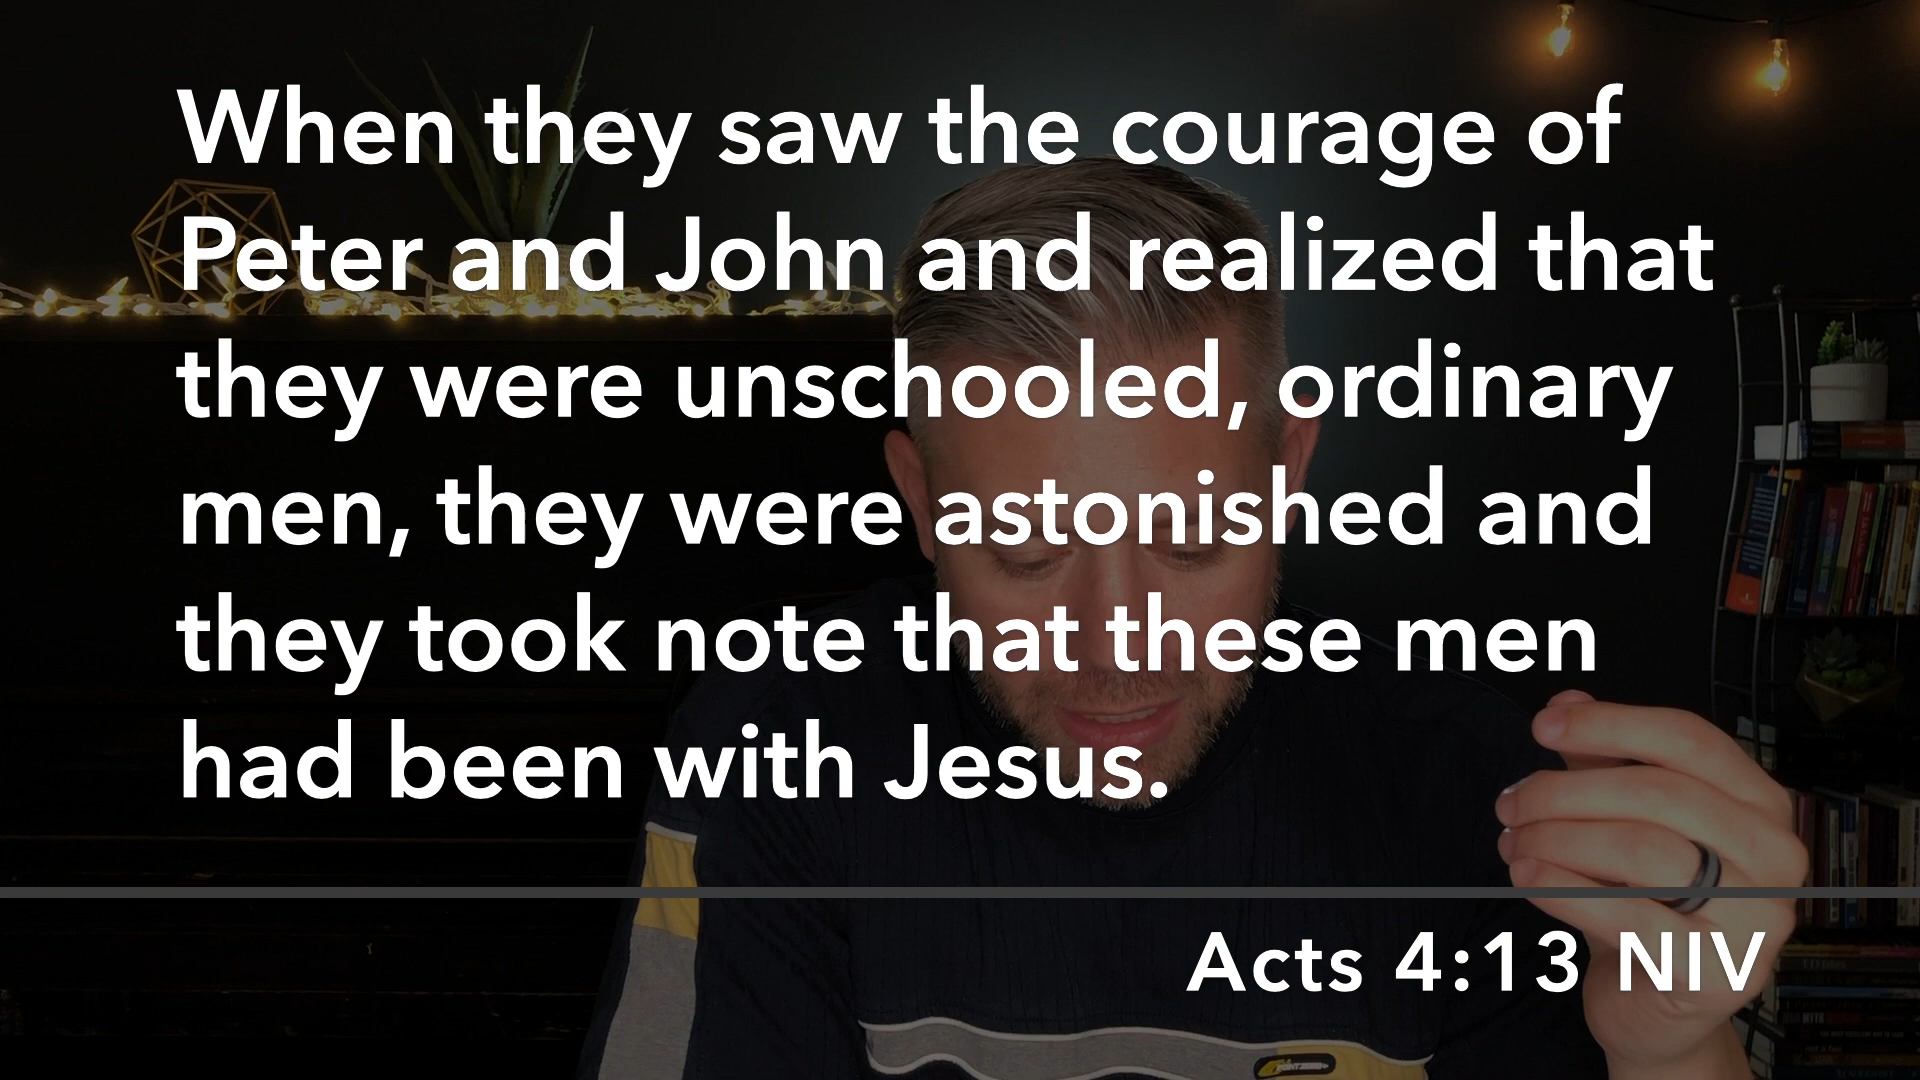 When they saw the courage of
Peter and John and realized that
they were unschooled, ordinary
men, they were astonished and
they took note that these men
had been with Jesus.
Acts 4:13 NIV